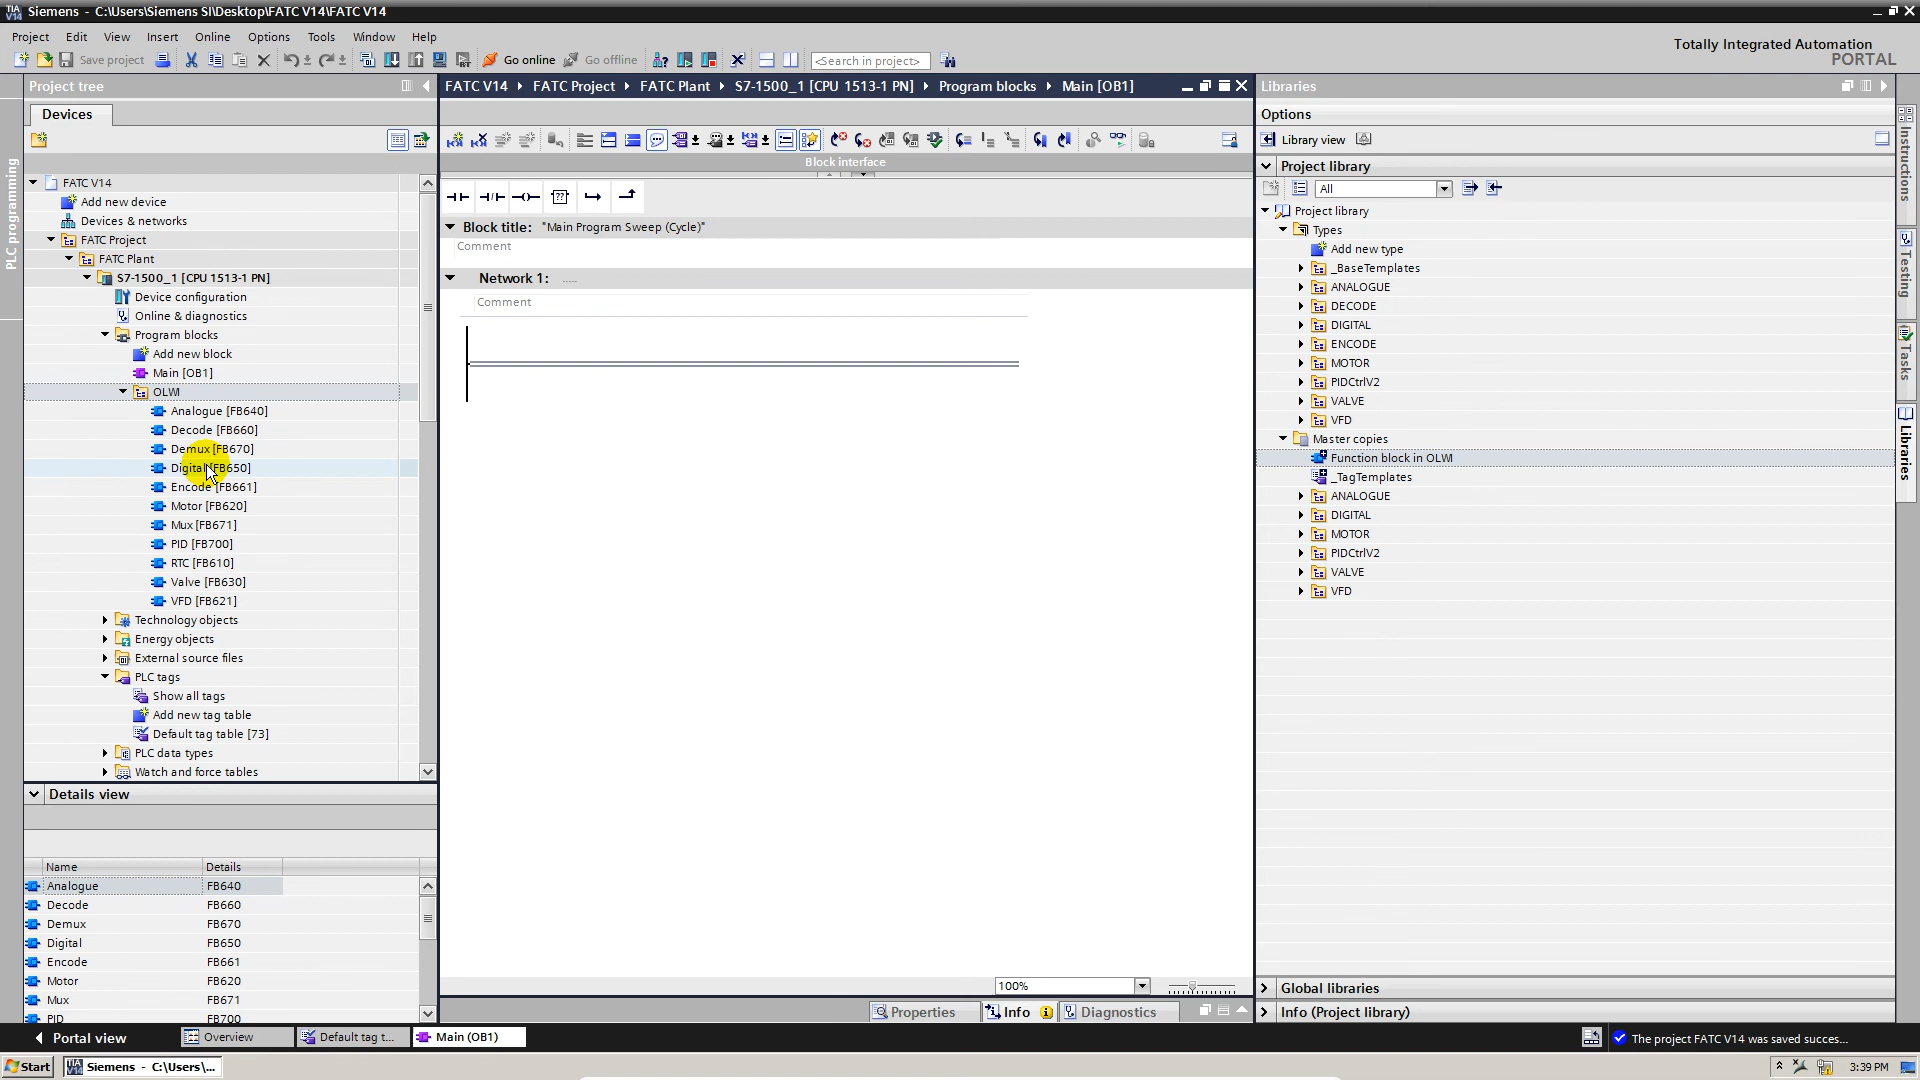 Siemens - C:\Users\Siemens SI\Desktop\FATC V14\FATC V14
Project Edit View Insert Online Options Tools Window Help
Totally Integrated Automation
PORTAL
Save project
Go online
Go offline
<Search in project>
Project tree
Devices
PLC programming
FATC V14
Add new device
Devices & networks
FATC Project
FATC Plant
S7-1500_1 [CPU 1513-1 PN]
Device configuration
Online & diagnostics
Program blocks
Add new block
Main [OB1]
OLWI
Analogue [FB640]
Decode [FB660]
Demux [FB670]
Digital [FB650]
Encode [FB661]
Motor [FB620]
Mux [FB671]
PID [FB700]
RTC [FB610]
Valve [FB630]
VFD [FB621]
Technology objects
Energy objects
External source files
PLC tags
Show all tags
Add new tag table
Default tag table [73]
PLC data types
Watch and force tables
Details view
Name Details
Analogue FB640
Decode FB660
Demux FB670
Digital FB650
Encode FB661
Motor FB620
Mux FB671
PID FB700
FATC V14 FATC Project FATC Plant S7-1500_1 [CPU 1513-1 PN] Program blocks Main [OB1]
Block interface
??
Block title: "Main Program Sweep (Cycle)"
Comment
Network 1: .....
Comment
100%
Properties
Info
Diagnostics
Libraries
Options
Library view
Project library
All
Project library
Types
Add new type
_BaseTemplates
ANALOGUE
DECODE
DIGITAL
ENCODE
MOTOR
PIDCtrlV2
VALVE
VFD
Master copies
Function block in OLWI
_TagTemplates
ANALOGUE
DIGITAL
MOTOR
PIDCtrlV2
VALVE
VFD
Global libraries
Info (Project library)
Instructions
Testing
Tasks
Libraries
Portal view
Overview
Default tag t...
Main (OB1)
The project FATC V14 was saved succes...
Start
Siemens - C:\Users\...
3:39 PM